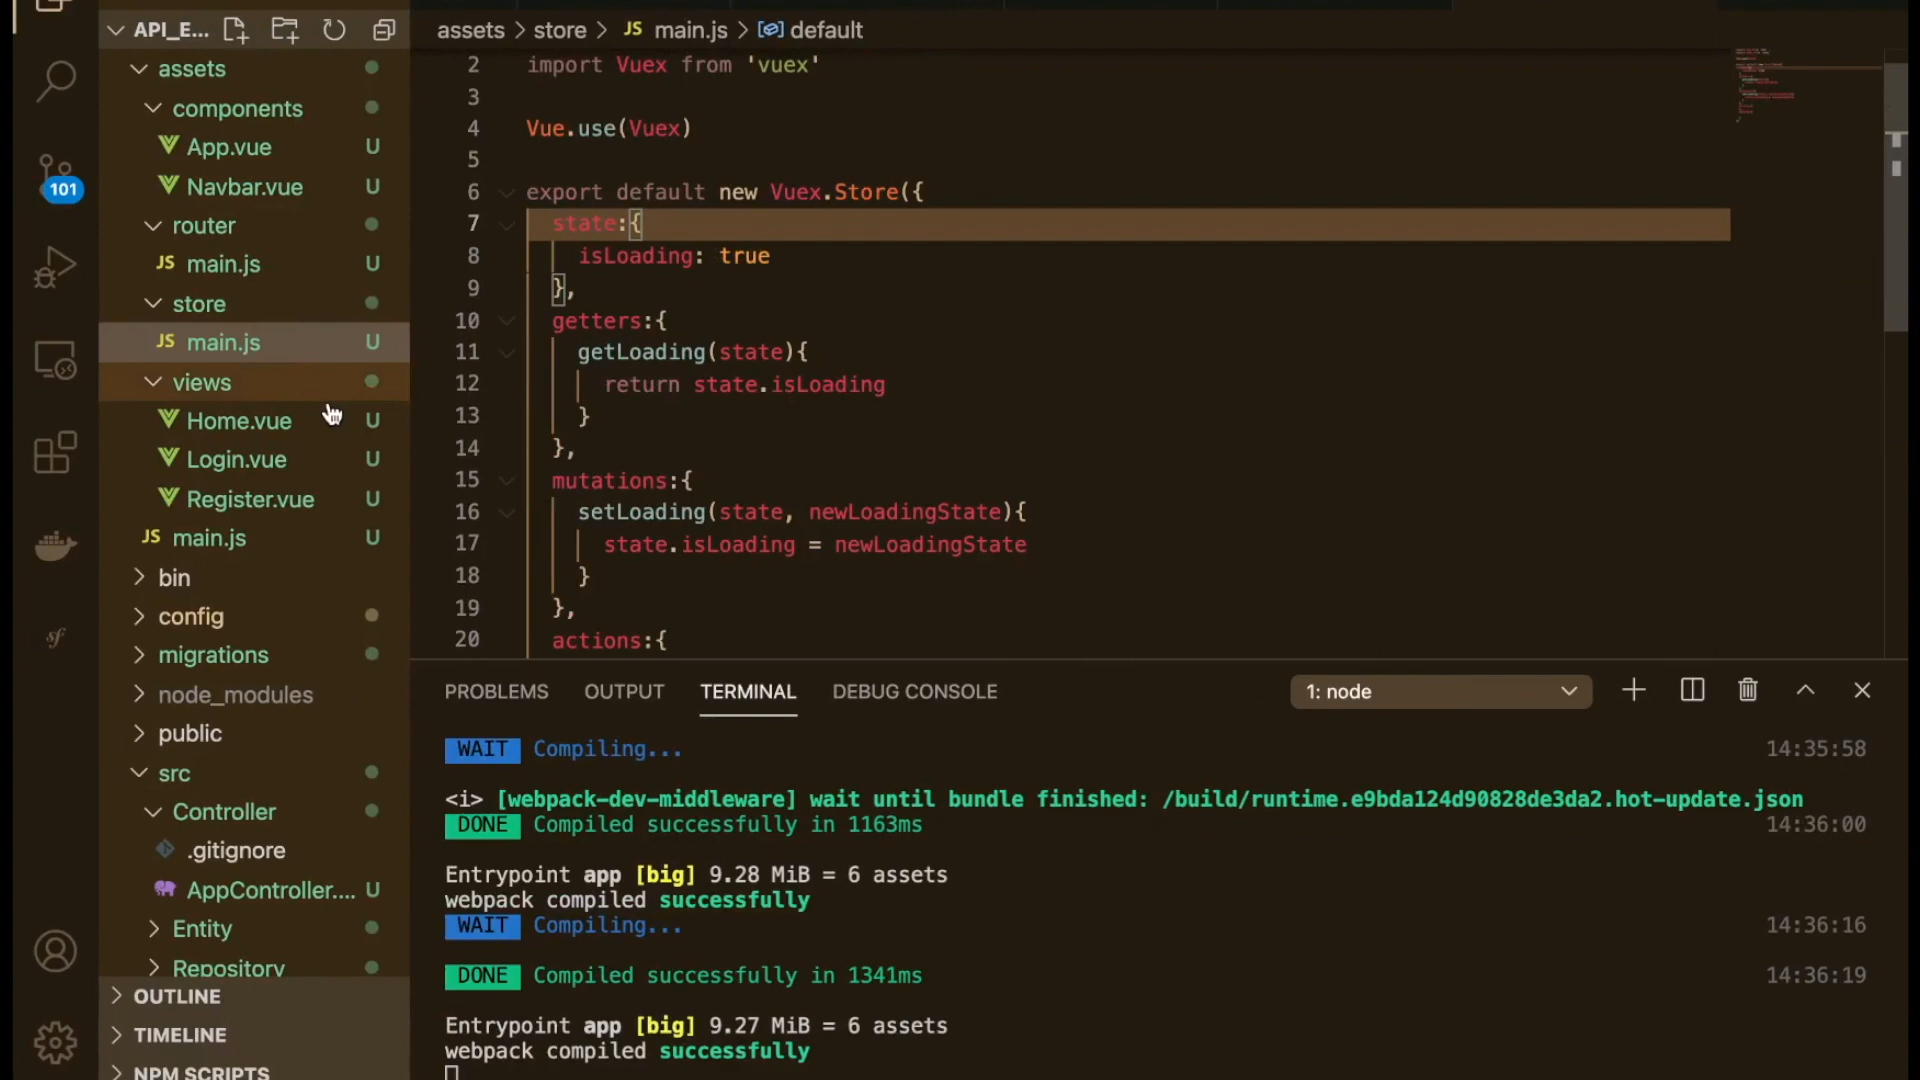 API_E...
assets
components
App.vue U
Navbar.vue U
router
JS main.js U
store
JS main.js U
views
Home.vue U
Login.vue U
Register.vue U
JS main.js U
bin
config
migrations
node_modules
public
src
Controller
.gitignore
AppController.... U
Entity
Repository
OUTLINE
TIMELINE
NPM SCRIPTS
101
sf
assets > store > JS main.js > default
2 import Vuex from 'vuex'
3
4 Vue.use(Vuex)
5
6 export default new Vuex.Store({
7 state:{
8 isLoading: true
9 },
10 getters:{
11 getLoading(state){
12 return state.isLoading
13 }
14 },
15 mutations:{
16 setLoading(state, newLoadingState){
17 state.isLoading = newLoadingState
18 }
19 },
20 actions:{
PROBLEMS OUTPUT TERMINAL DEBUG CONSOLE 1: node
WAIT Compiling... 14:35:58
<i> [webpack-dev-middleware] wait until bundle finished: /build/runtime.e9bda124d90828de3da2.hot-update.json
DONE Compiled successfully in 1163ms 14:36:00
Entrypoint app [big] 9.28 MiB = 6 assets
webpack compiled successfully
WAIT Compiling... 14:36:16
DONE Compiled successfully in 1341ms 14:36:19
Entrypoint app [big] 9.27 MiB = 6 assets
webpack compiled successfully